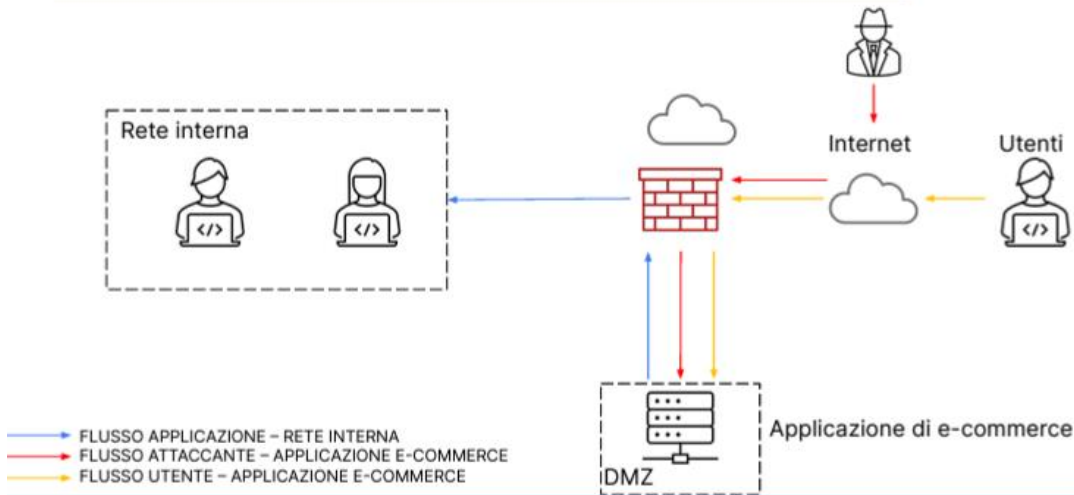 Rete interna
Internet
Utenti
</>
</>
</>
Applicazione di e-commerce
DMZ
FLUSSO APPLICAZIONE – RETE INTERNA
FLUSSO ATTACCANTE – APPLICAZIONE E-COMMERCE
FLUSSO UTENTE – APPLICAZIONE E-COMMERCE